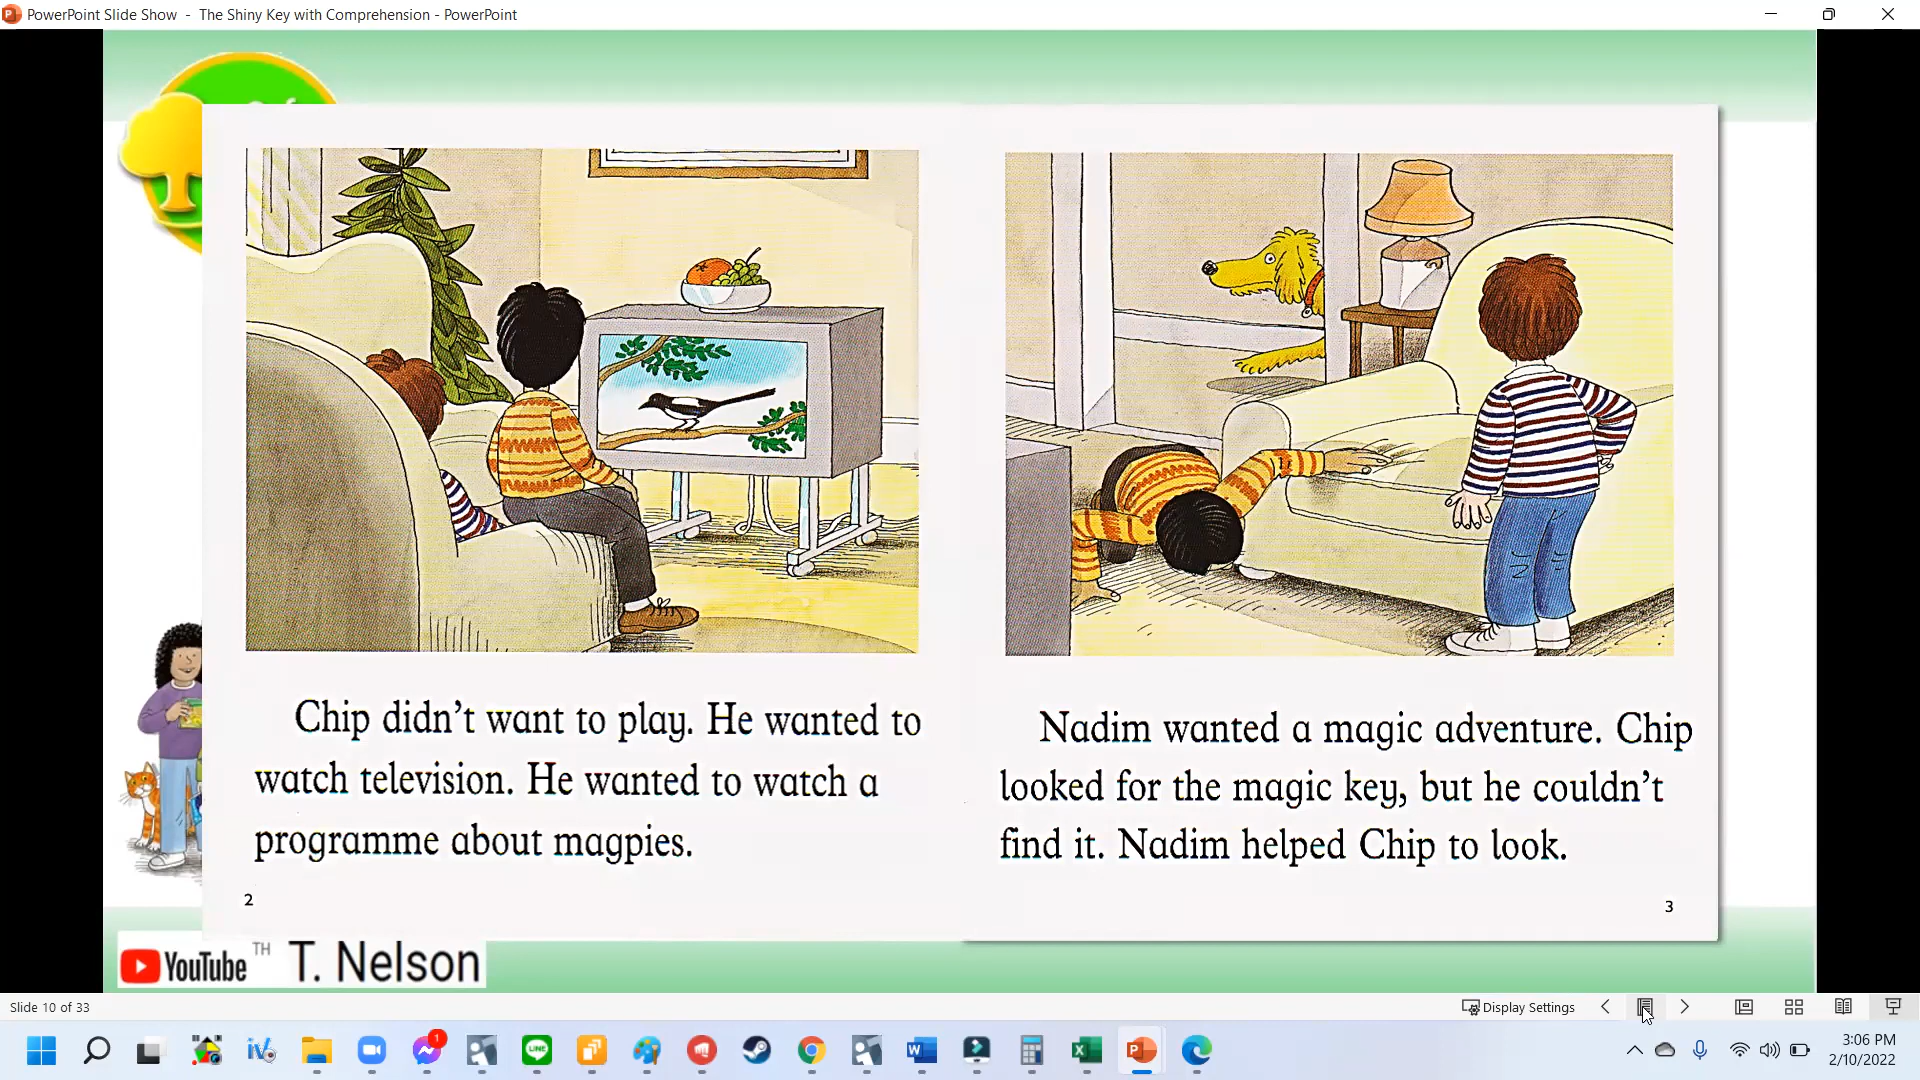 PowerPoint Slide Show - The Shiny Key with Comprehension - PowerPoint
Chip didn't want to play. He wanted to
watch television. He wanted to watch a
programme about magpies.
2
Nadim wanted a magic adventure. Chip
looked for the magic key, but he couldn't
find it. Nadim helped Chip to look.
3
YouTube TH T. Nelson
Slide 10 of 33
Display Settings
1
LINE
3:06 PM
2/10/2022